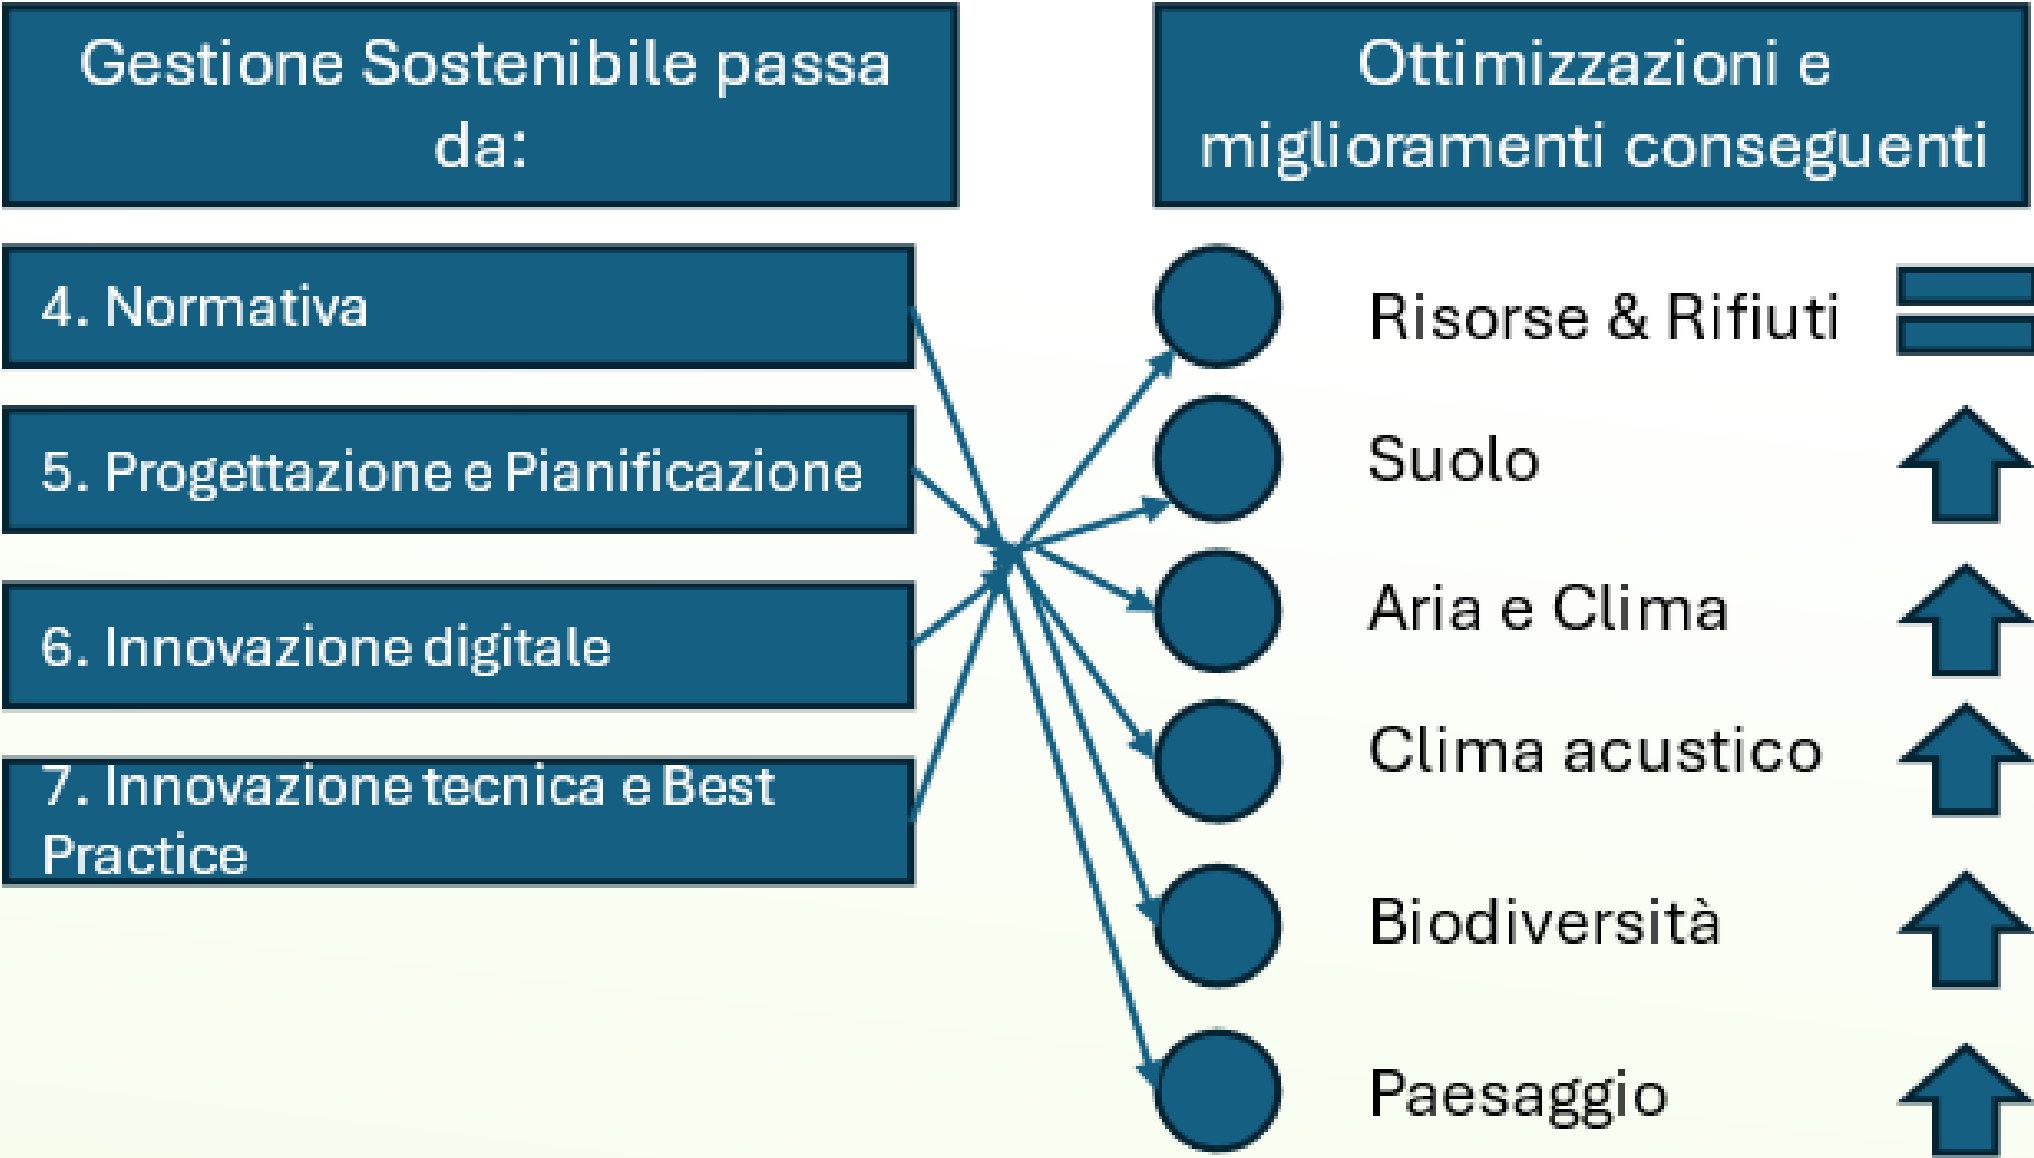 Gestione Sostenibile passa
da:
4. Normativa
5. Progettazione e Pianificazione
6. Innovazione digitale
7. Innovazione tecnica e Best
Practice
Ottimizzazioni e
miglioramenti conseguenti
Risorse & Rifiuti
Suolo
Aria e Clima
Clima acustico
Biodiversità
Paesaggio